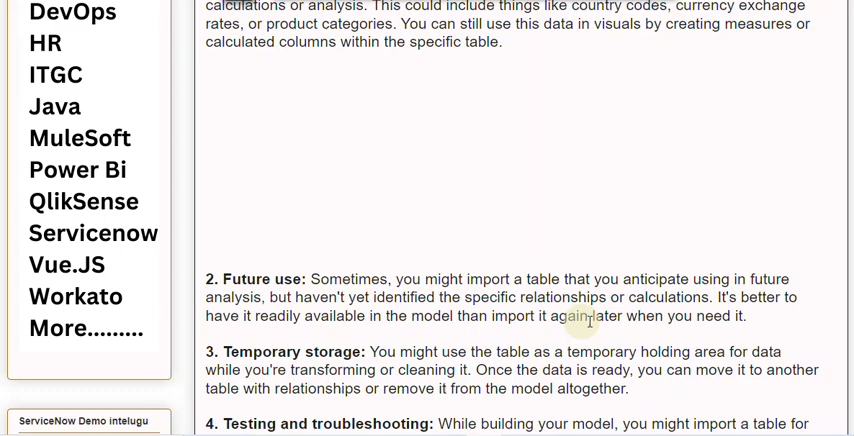 DevOps
HR
ITGC
Java
MuleSoft
Power Bi
QlikSense
Servicenow
Vue.JS
Workato
More.........
ServiceNow Demo intelugu
calculations or analysis. This could include things like country codes, currency exchange
rates, or product categories. You can still use this data in visuals by creating measures or
calculated columns within the specific table.
2. Future use: Sometimes, you might import a table that you anticipate using in future
analysis, but haven't yet identified the specific relationships or calculations. It's better to
have it readily available in the model than import it again later when you need it.
3. Temporary storage: You might use the table as a temporary holding area for data
while you're transforming or cleaning it. Once the data is ready, you can move it to another
table with relationships or remove it from the model altogether.
4. Testing and troubleshooting: While building your model, you might import a table for